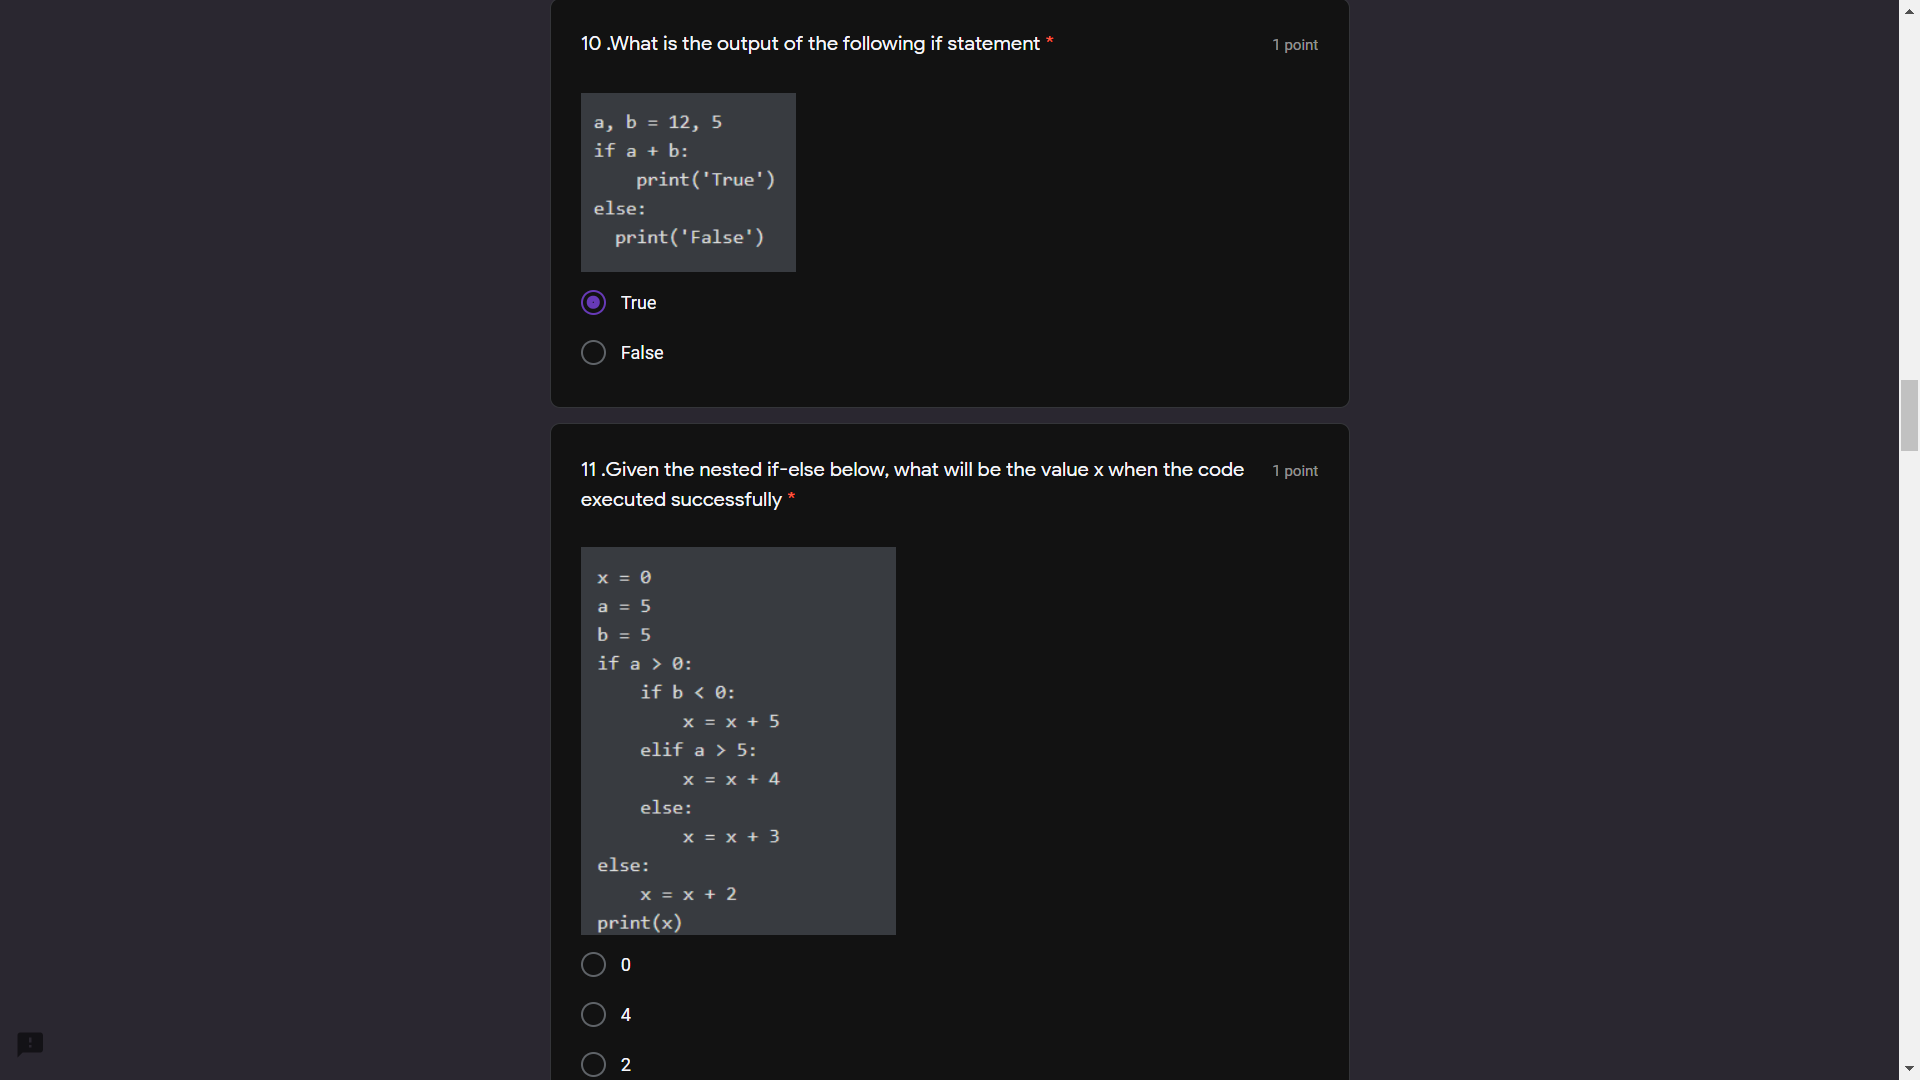 10 .What is the output of the following if statement *
1 point
a, b = 12, 5
if a + b:
    print('True')
else:
  print('False')
True
False
11 .Given the nested if-else below, what will be the value x when the code
executed successfully *
1 point
x = 0
a = 5
b = 5
if a > 0:
    if b < 0:
        x = x + 5
    elif a > 5:
        x = x + 4
    else:
        x = x + 3
else:
    x = x + 2
print(x)
0
4
2